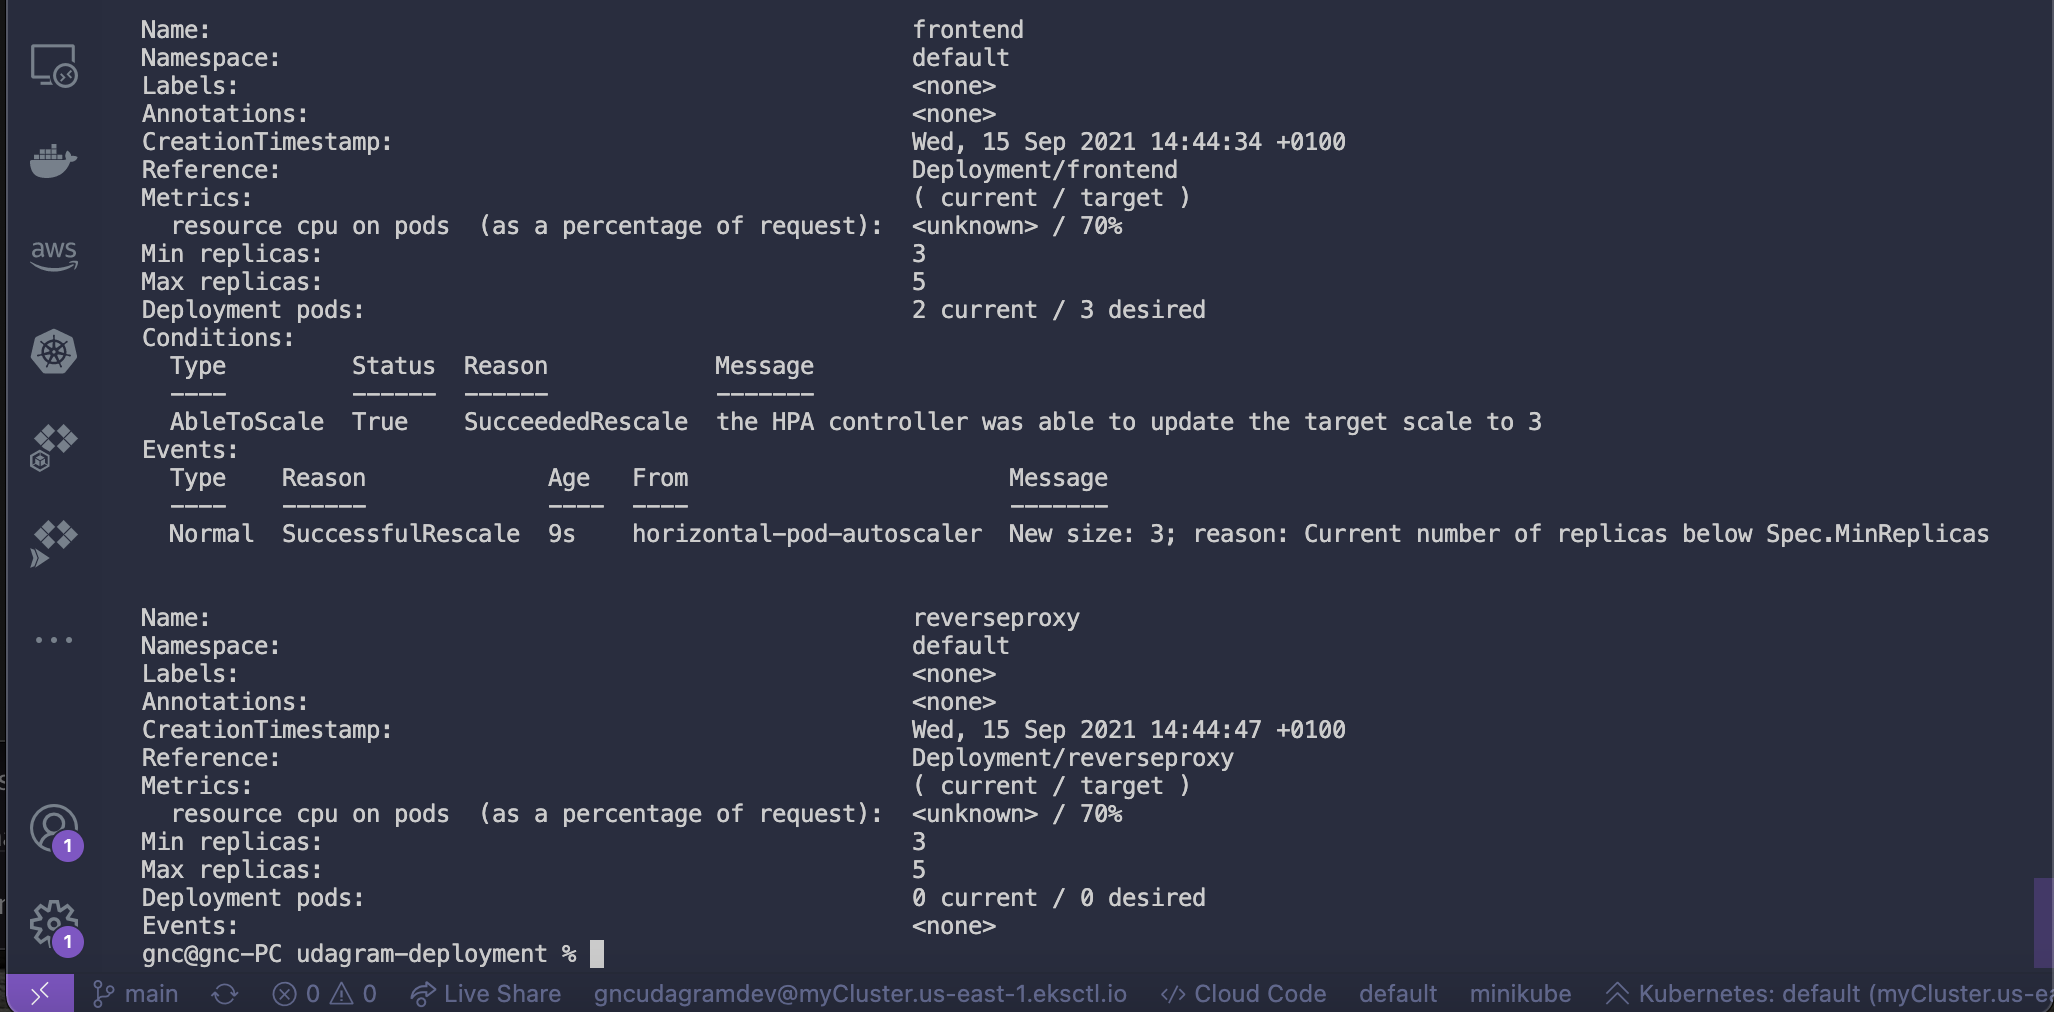 Name: frontend
Namespace: default
Labels: <none>
Annotations: <none>
CreationTimestamp: Wed, 15 Sep 2021 14:44:34 +0100
Reference: Deployment/frontend
Metrics: ( current / target )
resource cpu on pods (as a percentage of request): <unknown> / 70%
Min replicas: 3
Max replicas: 5
Deployment pods: 2 current / 3 desired
Conditions:
Type Status Reason Message
---- ------ ------ -------
AbleToScale True SucceededRescale the HPA controller was able to update the target scale to 3
Events:
Type Reason Age From Message
---- ------ ---- ---- -------
Normal SuccessfulRescale 9s horizontal-pod-autoscaler New size: 3; reason: Current number of replicas below Spec.MinReplicas
Name: reverseproxy
Namespace: default
Labels: <none>
Annotations: <none>
CreationTimestamp: Wed, 15 Sep 2021 14:44:47 +0100
Reference: Deployment/reverseproxy
Metrics: ( current / target )
resource cpu on pods (as a percentage of request): <unknown> / 70%
Min replicas: 3
Max replicas: 5
Deployment pods: 0 current / 0 desired
Events: <none>
gnc@gnc-PC udagram-deployment %
aws
1
1
main 0 0 Live Share gncudagramdev@myCluster.us-east-1.eksctl.io </> Cloud Code default minikube Kubernetes: default (myCluster.us-ea